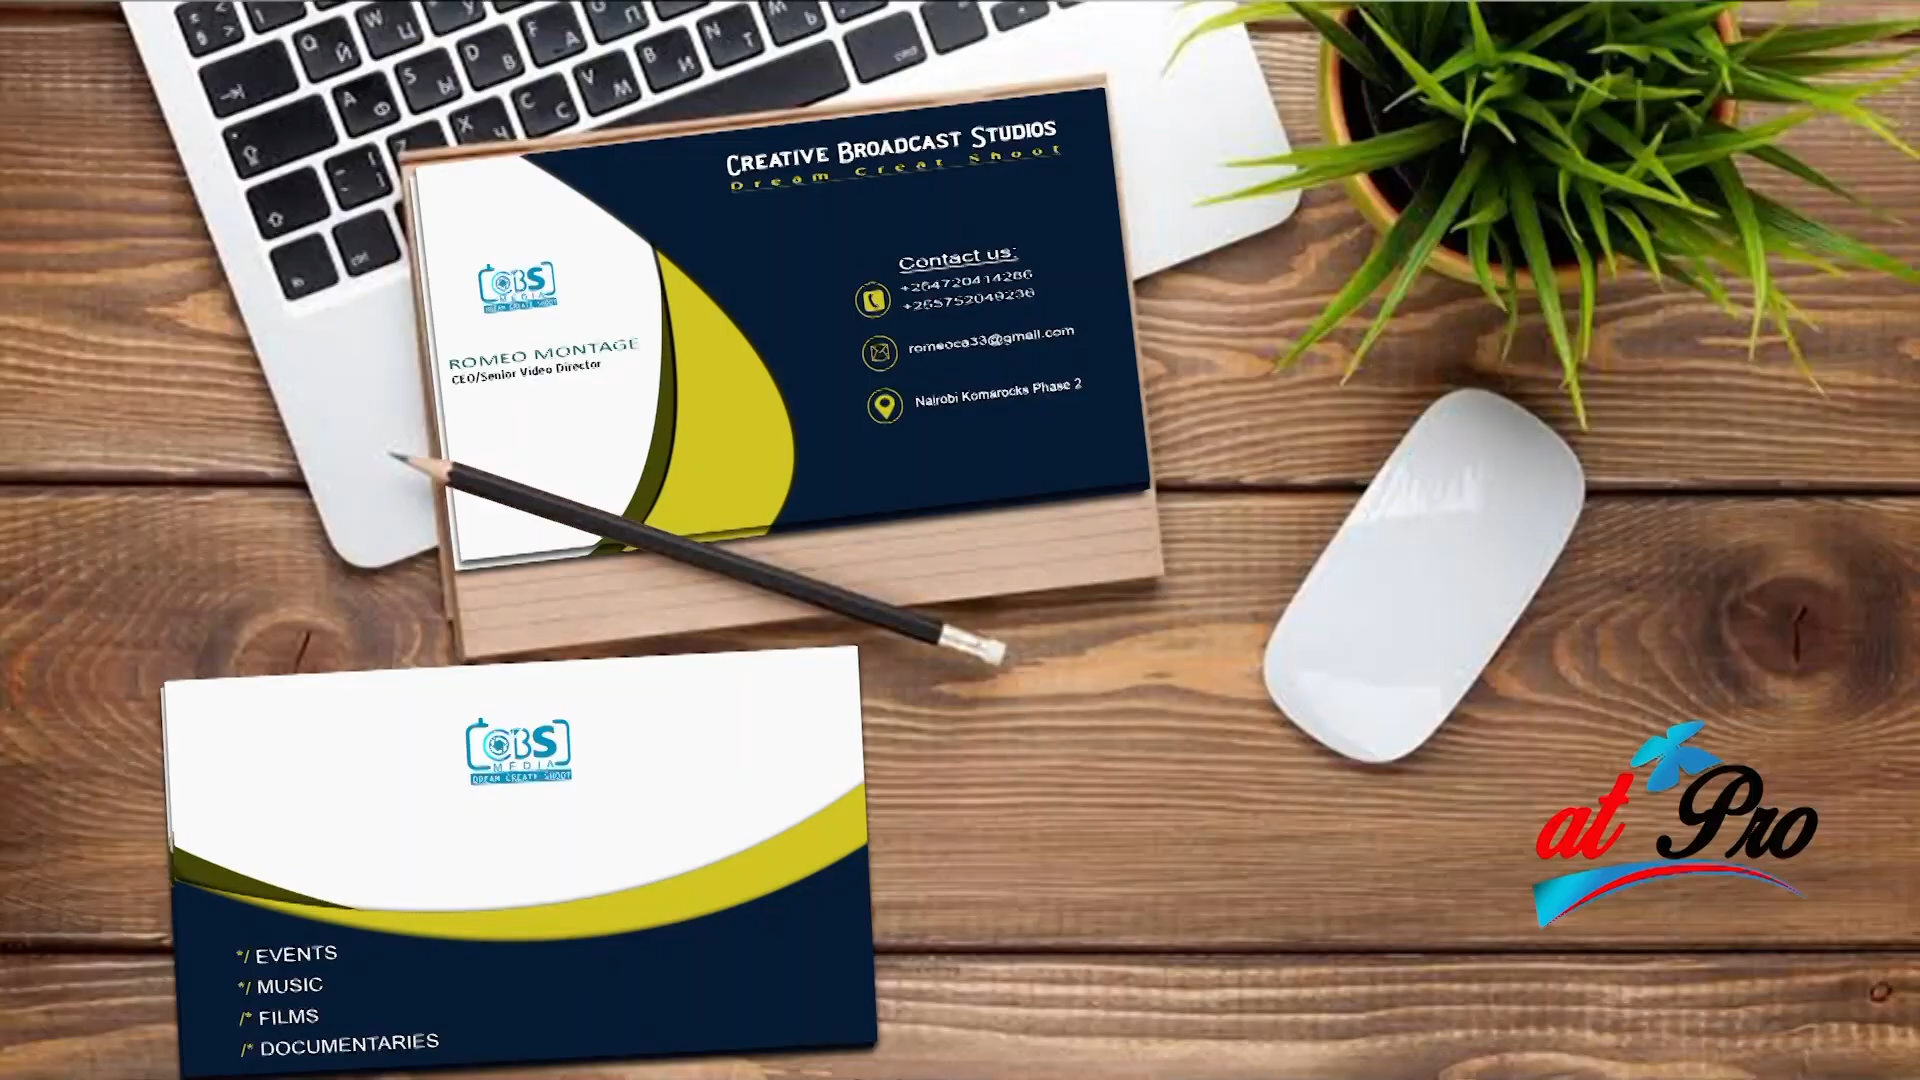 Creative Broadcast Studios
Dream Creat Shoot
Contact us:
+254720414286
+255752049236
romeoca33@gmail.com
Nairobi Komarocks Phase 2
CBS
MEDIA
DREAM CREATE SHOOT
ROMEO MONTAGE
CEO/Senior Video Director
CBS
MEDIA
DREAM CREATE SHOOT
*/ EVENTS
*/ MUSIC
/* FILMS
/* DOCUMENTARIES
at Pro